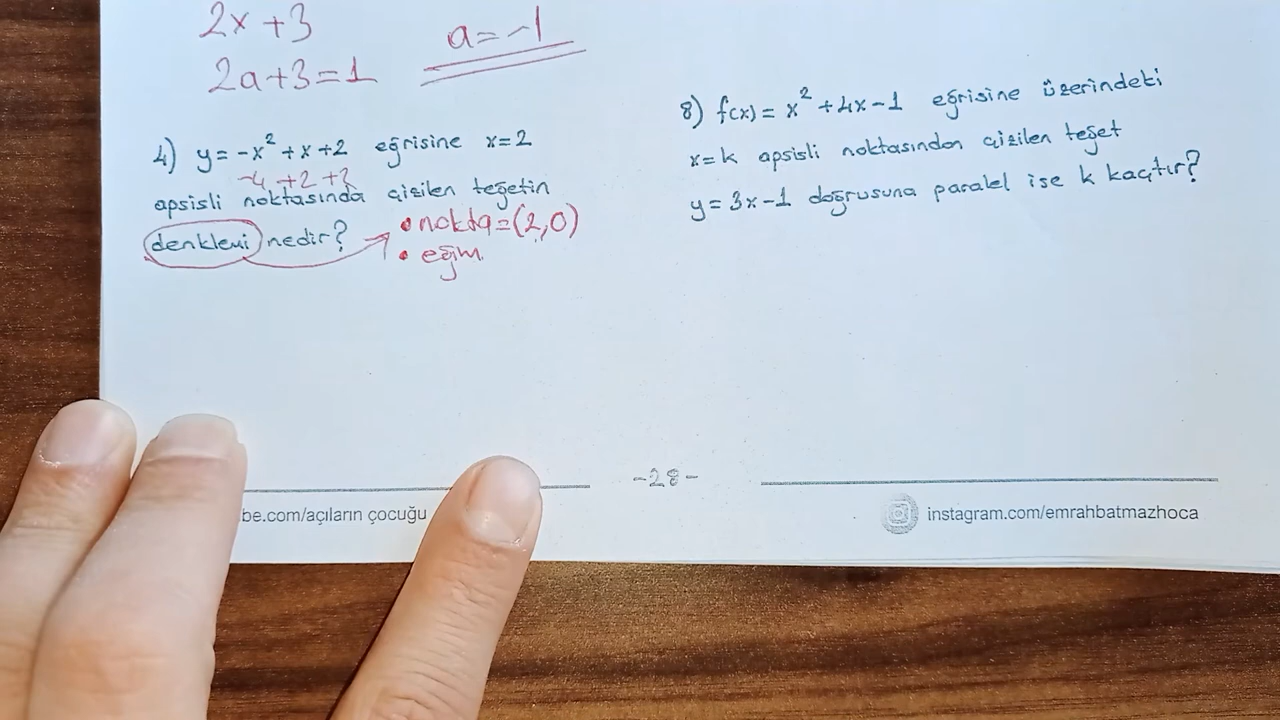 2x+3
2a+3=1
a=-1
4) y=-x²+x+2 eğrisine x=2
-4 +2 +2
apsisli noktasında çizilen teğetin
denklemi nedir?
• nokta=(2,0)
• eğim
8) f(x)=x²+4x-1 eğrisine üzerindeki
x=k apsisli noktasından çizilen teğet
y=3x-1 doğrusuna paralel ise k kaçtır?
-28-
be.com/açıların çocuğu
instagram.com/emrahbatmazhoca